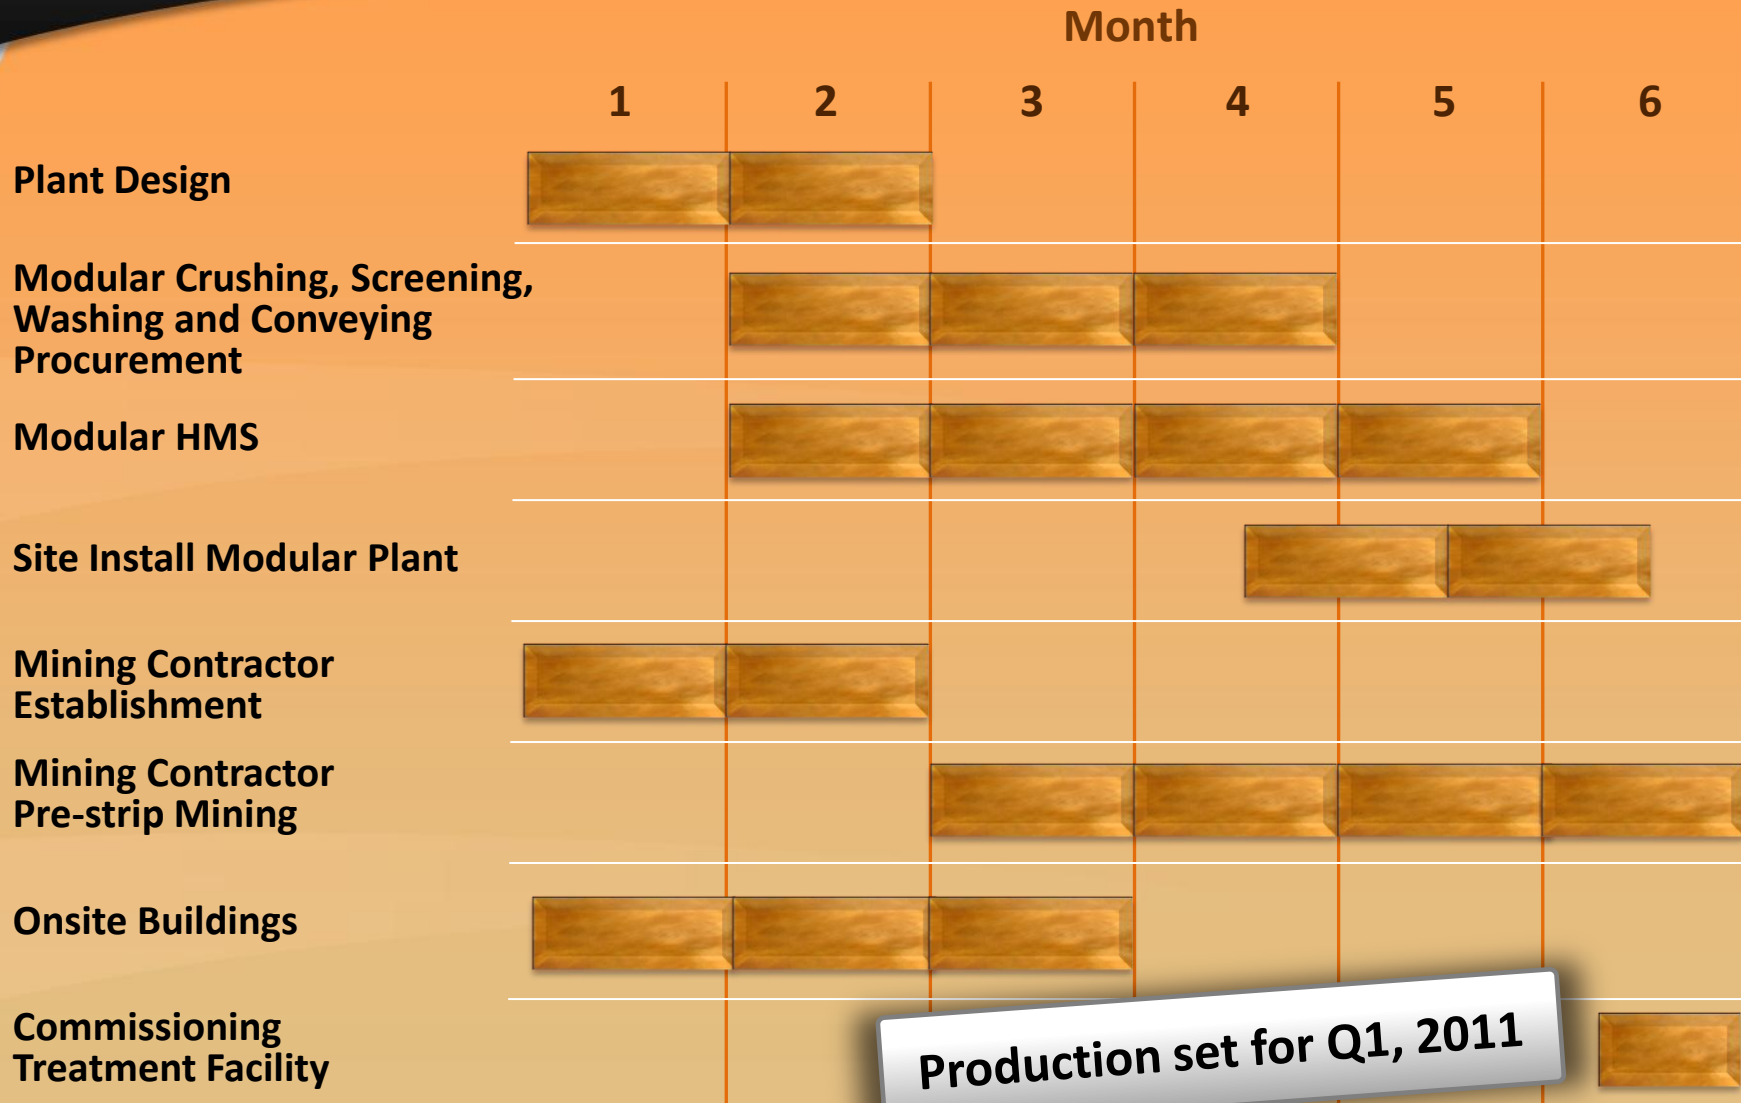 Month
1 2 3 4 5 6
Plant Design
Modular Crushing, Screening,
Washing and Conveying
Procurement
Modular HMS
Site Install Modular Plant
Mining Contractor
Establishment
Mining Contractor
Pre-strip Mining
Onsite Buildings
Commissioning
Treatment Facility
Production set for Q1, 2011